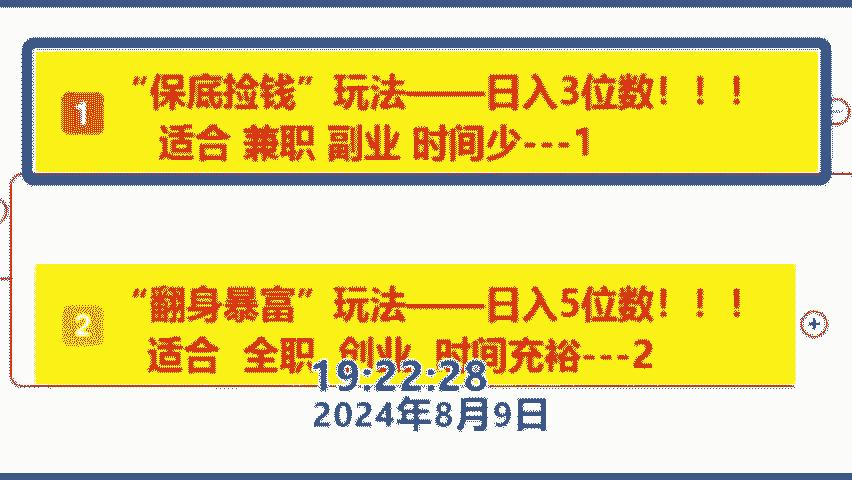 1
“保底捡钱”玩法——日入3位数！！！
适合 兼职 副业 时间少---1
2
“翻身暴富”玩法——日入5位数！！！
适合 全职 创业 时间充裕---2
19:22:28
2024年8月9日